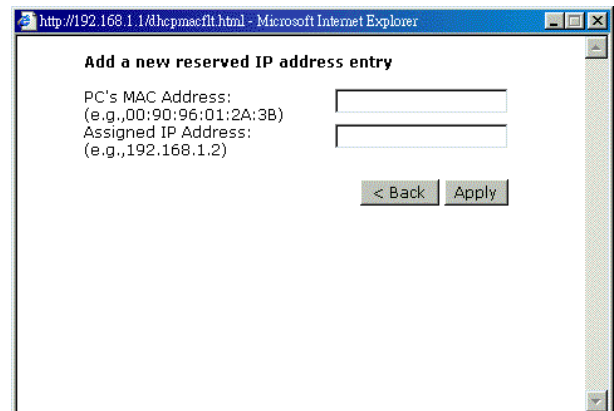 http://192.168.1.1/dhcpmacflt.html - Microsoft Internet Explorer
Add a new reserved IP address entry
PC's MAC Address:
(e.g.,00:90:96:01:2A:3B)
Assigned IP Address:
(e.g.,192.168.1.2)
< Back Apply